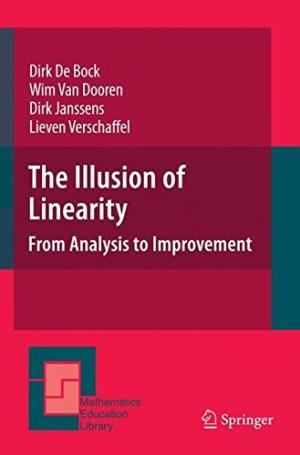 Dirk De Bock
Wim Van Dooren
Dirk Janssens
Lieven Verschaffel
The Illusion of
Linearity
From Analysis to Improvement
Mathematics
Education
Library
Springer